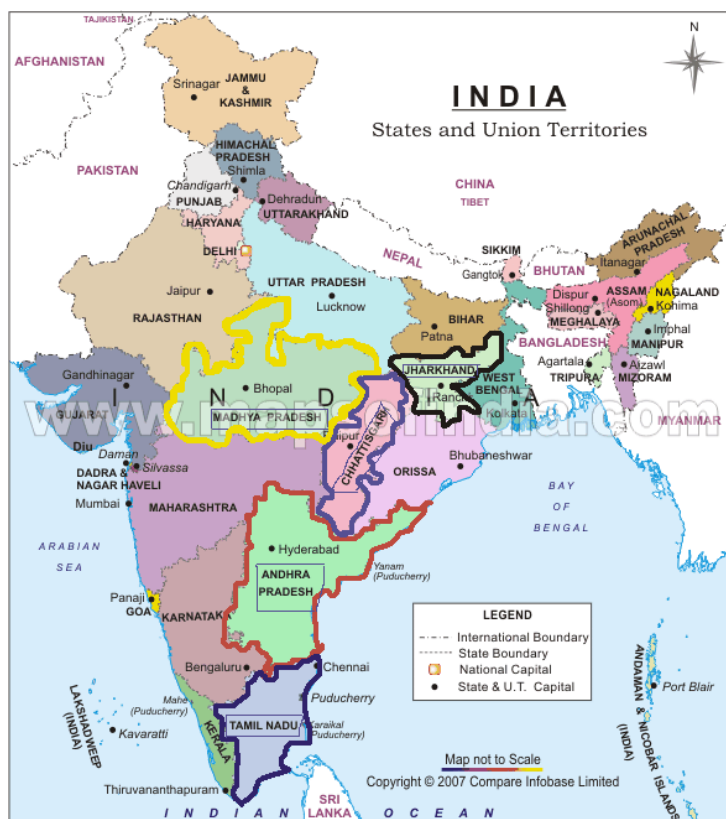 TAJIKISTAN
AFGHANISTAN
N
JAMMU
&
KASHMIR
Srinagar
INDIA
States and Union Territories
HIMACHAL
PRADESH
Shimla
PAKISTAN
Chandigarh
PUNJAB
Dehradun
UTTARAKHAND
CHINA
TIBET
HARYANA
DELHI
ARUNACHAL
PRADESH
Itanagar
SIKKIM
NEPAL
Gangtok
BHUTAN
UTTAR PRADESH
Lucknow
Jaipur
RAJASTHAN
ASSAM
(Asom)
NAGALAND
Kohima
Dispur
Shillong
MEGHALAYA
BIHAR
Patna
Imphal
MANIPUR
BANGLADESH
Agartala
TRIPURA
Aizawl
MIZORAM
JHARKHAND
Ranchi
WEST
BENGAL
Kolkata
Gandhinagar
I N D I A
Bhopal
MADHYA PRADESH
GUJARAT
www.mapsofindia.com
CHHATTISGARH
MYANMAR
Diu
Daman
Silvassa
DADRA &
NAGAR HAVELI
ORISSA
Bhubaneshwar
Mumbai
MAHARASHTRA
BAY
OF
BENGAL
ARABIAN
SEA
Hyderabad
Yanam
(Puducherry)
ANDHRA
PRADESH
Panaji
GOA
KARNATAKA
LEGEND
International Boundary
State Boundary
National Capital
State & U.T. Capital
Bengaluru
Chennai
ANDAMAN & NICOBAR ISLANDS
(INDIA)
Port Blair
LAKSHADWEEP
(INDIA)
Kavaratti
Mahe
(Puducherry)
Puducherry
TAMIL NADU
Karaikal
(Puducherry)
KERALA
Map not to Scale
Copyright © 2007 Compare Infobase Limited
Thiruvananthapuram
SRI
LANKA
INDIAN OCEAN